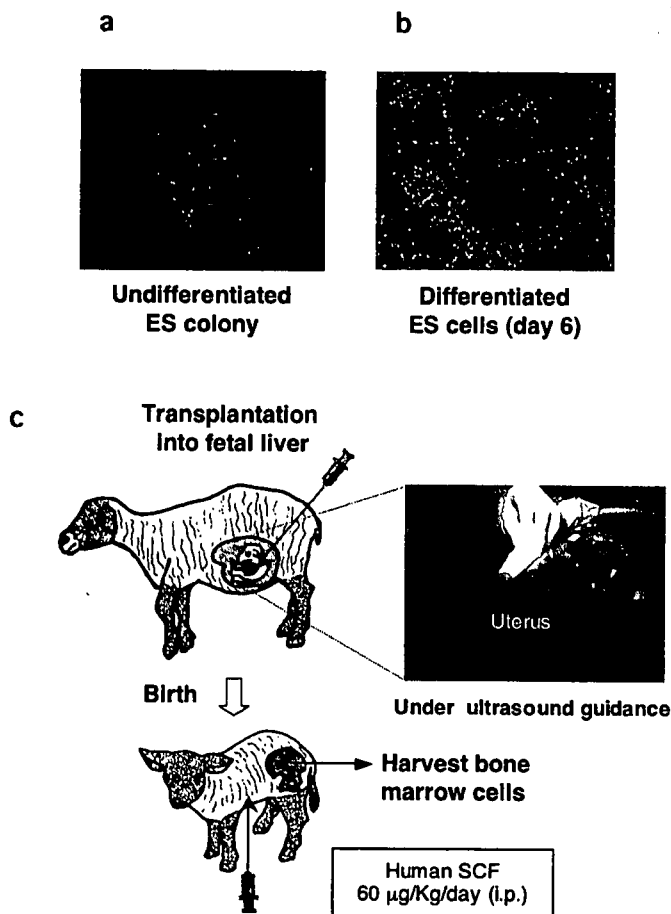 a
b
Undifferentiated
ES colony
Differentiated
ES cells (day 6)
c
Transplantation
into fetal liver
Uterus
Under ultrasound guidance
Birth
Harvest bone
marrow cells
Human SCF
60 µg/Kg/day (i.p.)